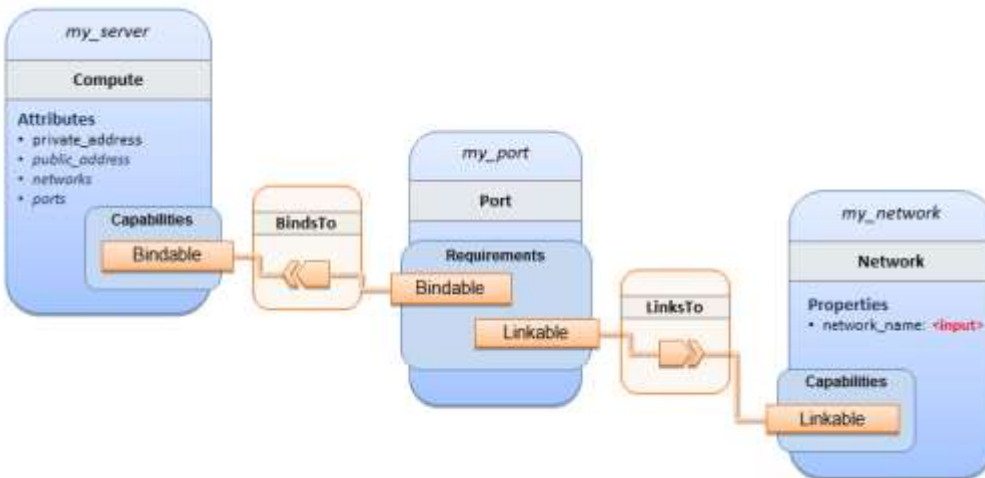 my_server
Compute
Attributes
• private_address
• public_address
• networks
• ports
Capabilities
Bindable
BindsTo
my_port
Port
Requirements
Bindable
Linkable
LinksTo
my_network
Network
Properties
• network_name: <input>
Capabilities
Linkable